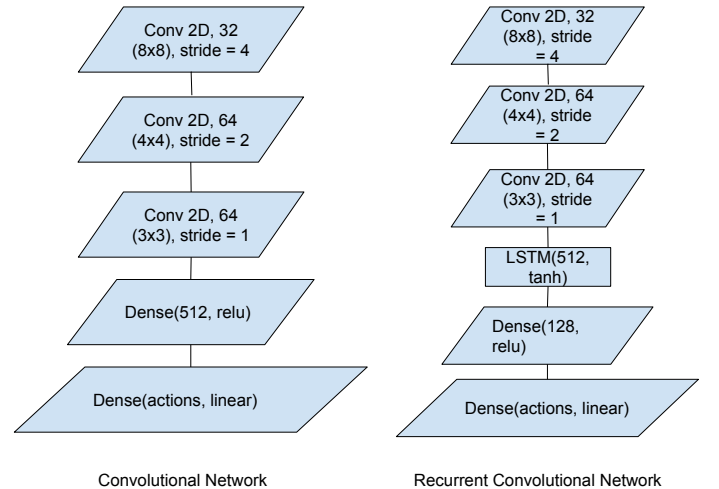 Conv 2D, 32
(8x8), stride = 4
Conv 2D, 64
(4x4), stride = 2
Conv 2D, 64
(3x3), stride = 1
Dense(512, relu)
Dense(actions, linear)
Convolutional Network
Conv 2D, 32
(8x8), stride
= 4
Conv 2D, 64
(4x4), stride
= 2
Conv 2D, 64
(3x3), stride
= 1
LSTM(512,
tanh)
Dense(128,
relu)
Dense(actions, linear)
Recurrent Convolutional Network